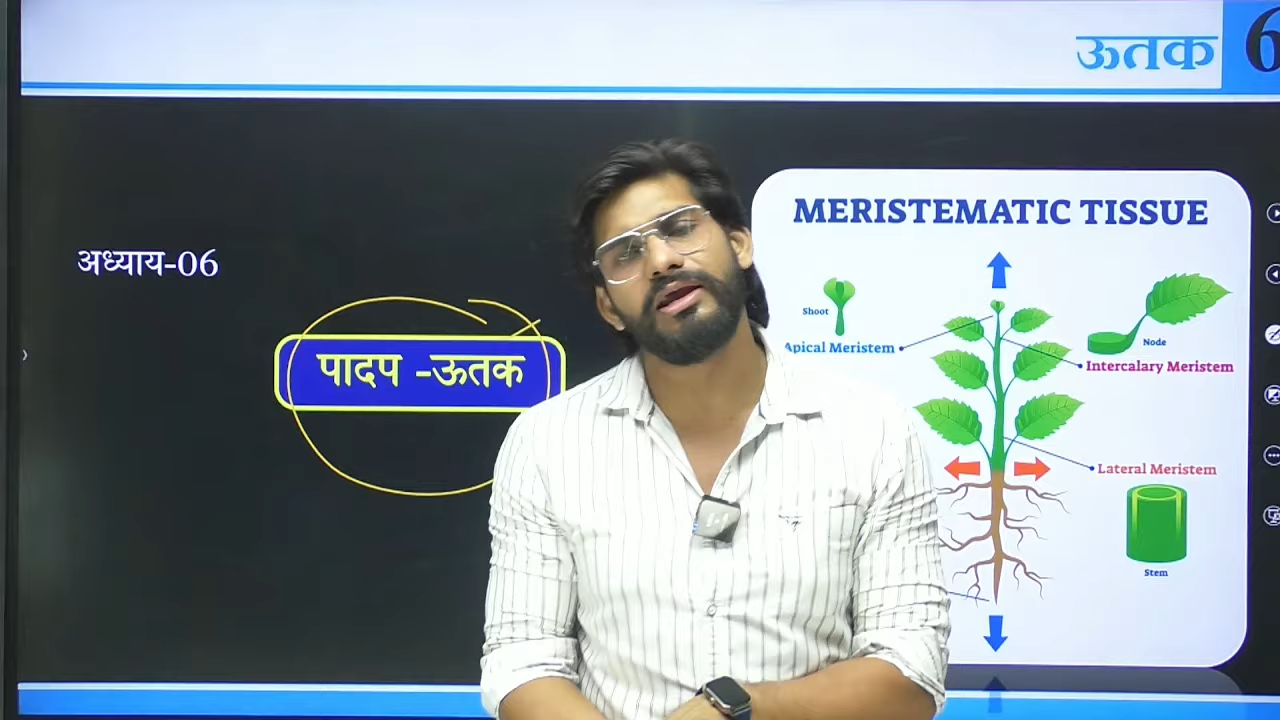 ऊतक 6
अध्याय-06
पादप -ऊतक
MERISTEMATIC TISSUE
Shoot
Apical Meristem
Node
Intercalary Meristem
Lateral Meristem
Stem